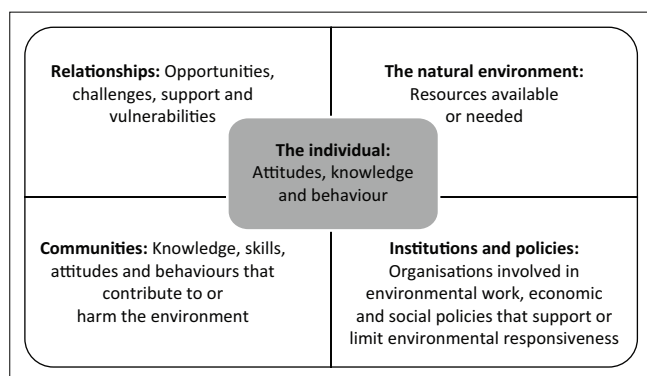 Relationships: Opportunities,
challenges, support and
vulnerabilities
The natural environment:
Resources available
or needed
The individual:
Attitudes, knowledge
and behaviour
Communities: Knowledge, skills,
attitudes and behaviours that
contribute to or
harm the environment
Institutions and policies:
Organisations involved in
environmental work, economic
and social policies that support or
limit environmental responsiveness